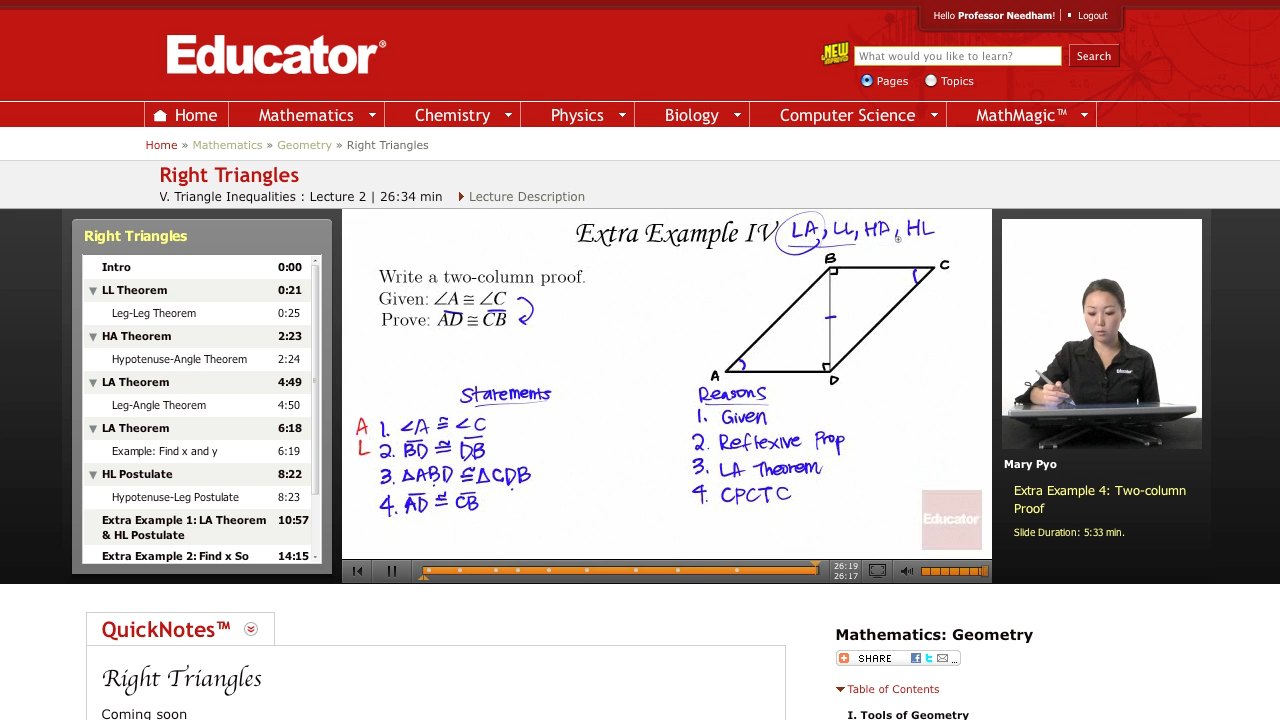 Hello Professor Needham!
Logout
Educator®
NEW
What would you like to learn?
Search
Pages
Topics
Home
Mathematics
Chemistry
Physics
Biology
Computer Science
MathMagic™
Home » Mathematics » Geometry » Right Triangles
Right Triangles
V. Triangle Inequalities : Lecture 2 | 26:34 min
Lecture Description
Right Triangles
Intro 0:00
LL Theorem 0:21
Leg-Leg Theorem 0:25
HA Theorem 2:23
Hypotenuse-Angle Theorem 2:24
LA Theorem 4:49
Leg-Angle Theorem 4:50
LA Theorem 6:18
Example: Find x and y 6:19
HL Postulate 8:22
Hypotenuse-Leg Postulate 8:23
Extra Example 1: LA Theorem 10:57
& HL Postulate
Extra Example 2: Find x So 14:15
Extra Example IV LA, LL, HA, HL
Write a two-column proof.
Given: ∠A ≅ ∠C
Prove: AD ≅ CB
B
C
A
D
Statements
A 1. ∠A ≅ ∠C
L 2. BD ≅ DB
3. △ABD ≅ △CDB
4. AD ≅ CB
Reasons
1. Given
2. Reflexive Prop
3. LA Theorem
4. CPCTC
Educator
Educator
Mary Pyo
Extra Example 4: Two-column
Proof
Slide Duration: 5:33 min.
26:19
26:17
QuickNotes™
Right Triangles
Coming soon
Mathematics: Geometry
SHARE
...
Table of Contents
I. Tools of Geometry